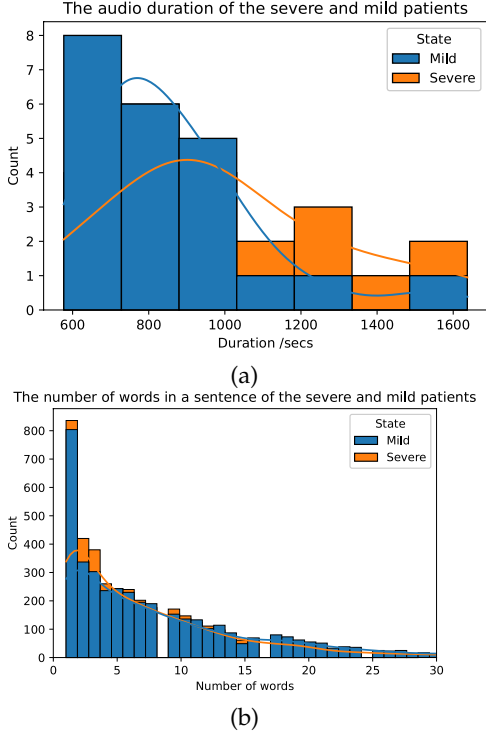 The audio duration of the severe and mild patients
State
Mild
Severe
8
7
6
5
4
3
2
1
0
Count
600 800 1000 1200 1400 1600
Duration /secs
(a)
The number of words in a sentence of the severe and mild patients
State
Mild
Severe
800
700
600
500
400
300
200
100
0
Count
0 5 10 15 20 25 30
Number of words
(b)